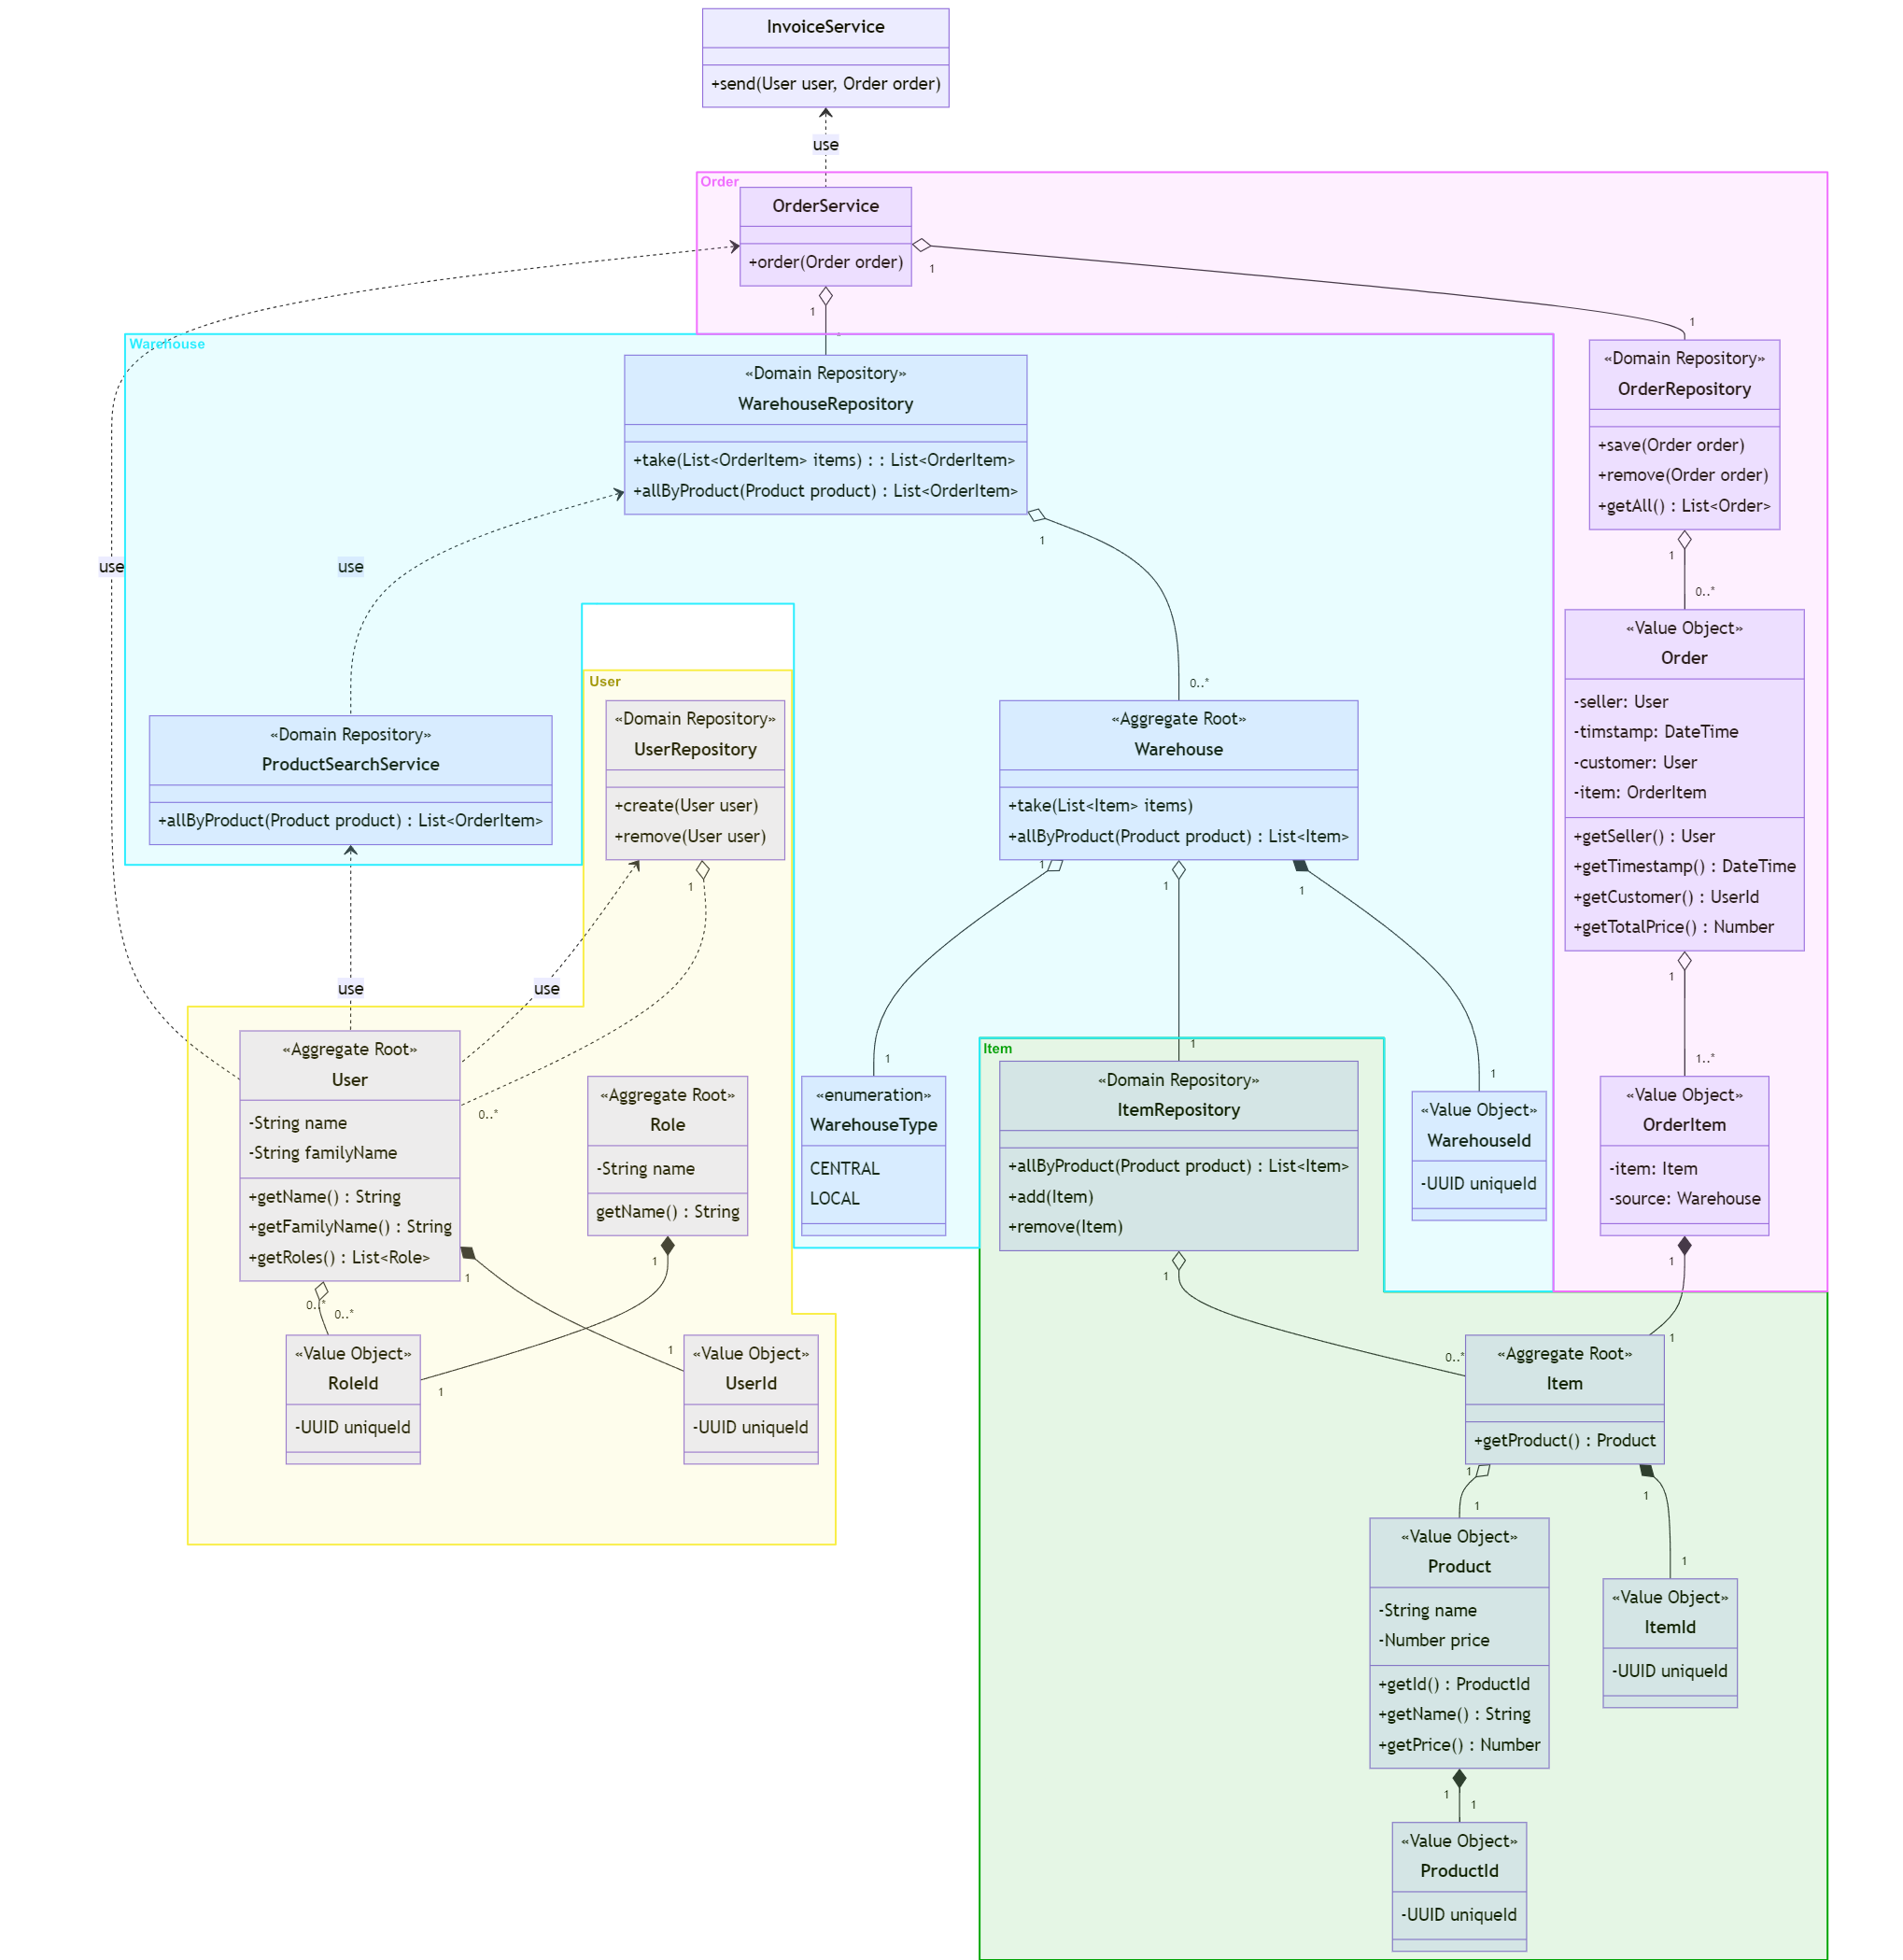 InvoiceService
+send(User user, Order order)
use
Order
OrderService
+order(Order order)
1
1
1
*
Warehouse
«Domain Repository»
WarehouseRepository
+take(List<OrderItem> items) : : List<OrderItem>
+allByProduct(Product product) : List<OrderItem>
1
«Domain Repository»
OrderRepository
+save(Order order)
+remove(Order order)
+getAll() : List<Order>
1
0..*
use
use
«Value Object»
Order
-seller: User
-timstamp: DateTime
-customer: User
-item: OrderItem
+getSeller() : User
+getTimestamp() : DateTime
+getCustomer() : UserId
+getTotalPrice() : Number
1
1..*
«Domain Repository»
ProductSearchService
+allByProduct(Product product) : List<OrderItem>
use
User
«Domain Repository»
UserRepository
+create(User user)
+remove(User user)
1
use
0..*
0..*
«Aggregate Root»
Warehouse
+take(List<Item> items)
+allByProduct(Product product) : List<Item>
1
1
1
1
1
1
«Aggregate Root»
User
-String name
-String familyName
+getName() : String
+getFamilyName() : String
+getRoles() : List<Role>
1
0..*
0..*
«Aggregate Root»
Role
-String name
getName() : String
1
1
1
«Value Object»
RoleId
-UUID uniqueId
«Value Object»
UserId
-UUID uniqueId
«enumeration»
WarehouseType
CENTRAL
LOCAL
Item
«Domain Repository»
ItemRepository
+allByProduct(Product product) : List<Item>
+add(Item)
+remove(Item)
1
0..*
«Value Object»
WarehouseId
-UUID uniqueId
«Value Object»
OrderItem
-item: Item
-source: Warehouse
1
1
«Aggregate Root»
Item
+getProduct() : Product
1
1
1
1
«Value Object»
Product
-String name
-Number price
+getId() : ProductId
+getName() : String
+getPrice() : Number
1
1
«Value Object»
ItemId
-UUID uniqueId
«Value Object»
ProductId
-UUID uniqueId